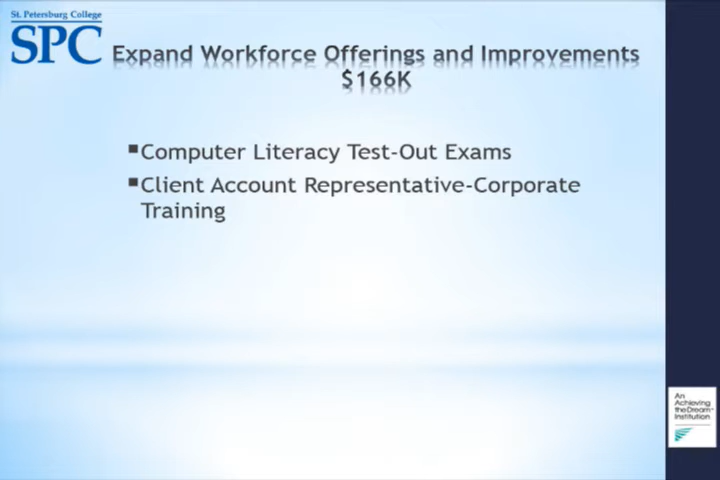 St. Petersburg College
SPC
Expand Workforce Offerings and Improvements
$166K
▪Computer Literacy Test-Out Exams
▪Client Account Representative-Corporate
Training
An
Achieving
the Dream™
Institution